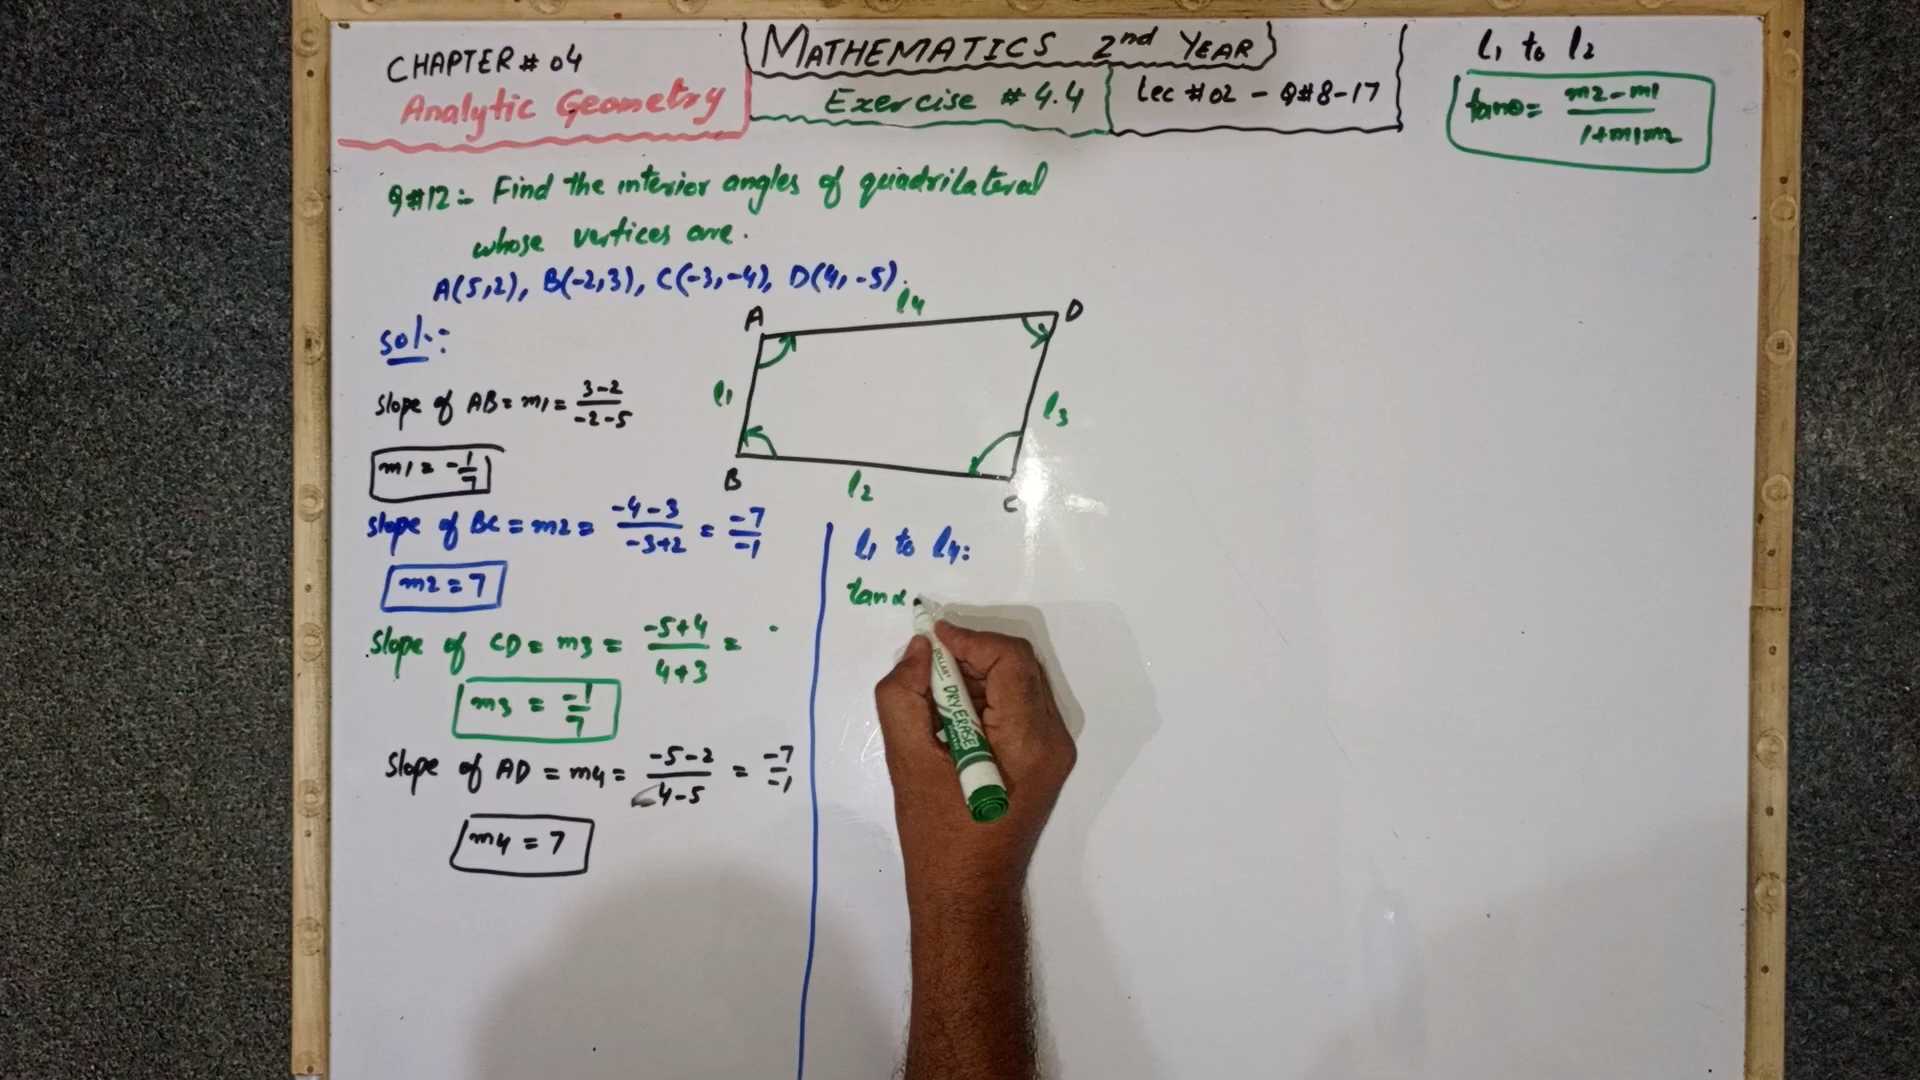 CHAPTER # 04
Analytic Geometry
MATHEMATICS 2nd YEAR
Exercise # 4.4
Lec # 02 - Q#8-17
l1 to l2
tanθ = m2-m1 / 1+m1m2
Q#12:- Find the interior angles of quadrilateral
whose vertices are.
A(5,2), B(-2,3), C(-3,-4), D(4,-5).
Sol:
A
l4
D
l1
l3
B
l2
C
Slope of AB = m1 = 3-2 / -2-5
m1 = -1/7
Slope of BC = m2 = -4-3 / -3+2 = -7/-1
m2 = 7
Slope of CD = m3 = -5+4 / 4+3 =
m3 = -1/7
Slope of AD = m4 = -5-2 / 4-5 = -7/-1
m4 = 7
l1 to l4:
tanα
DOLLAR
DRY ERASE